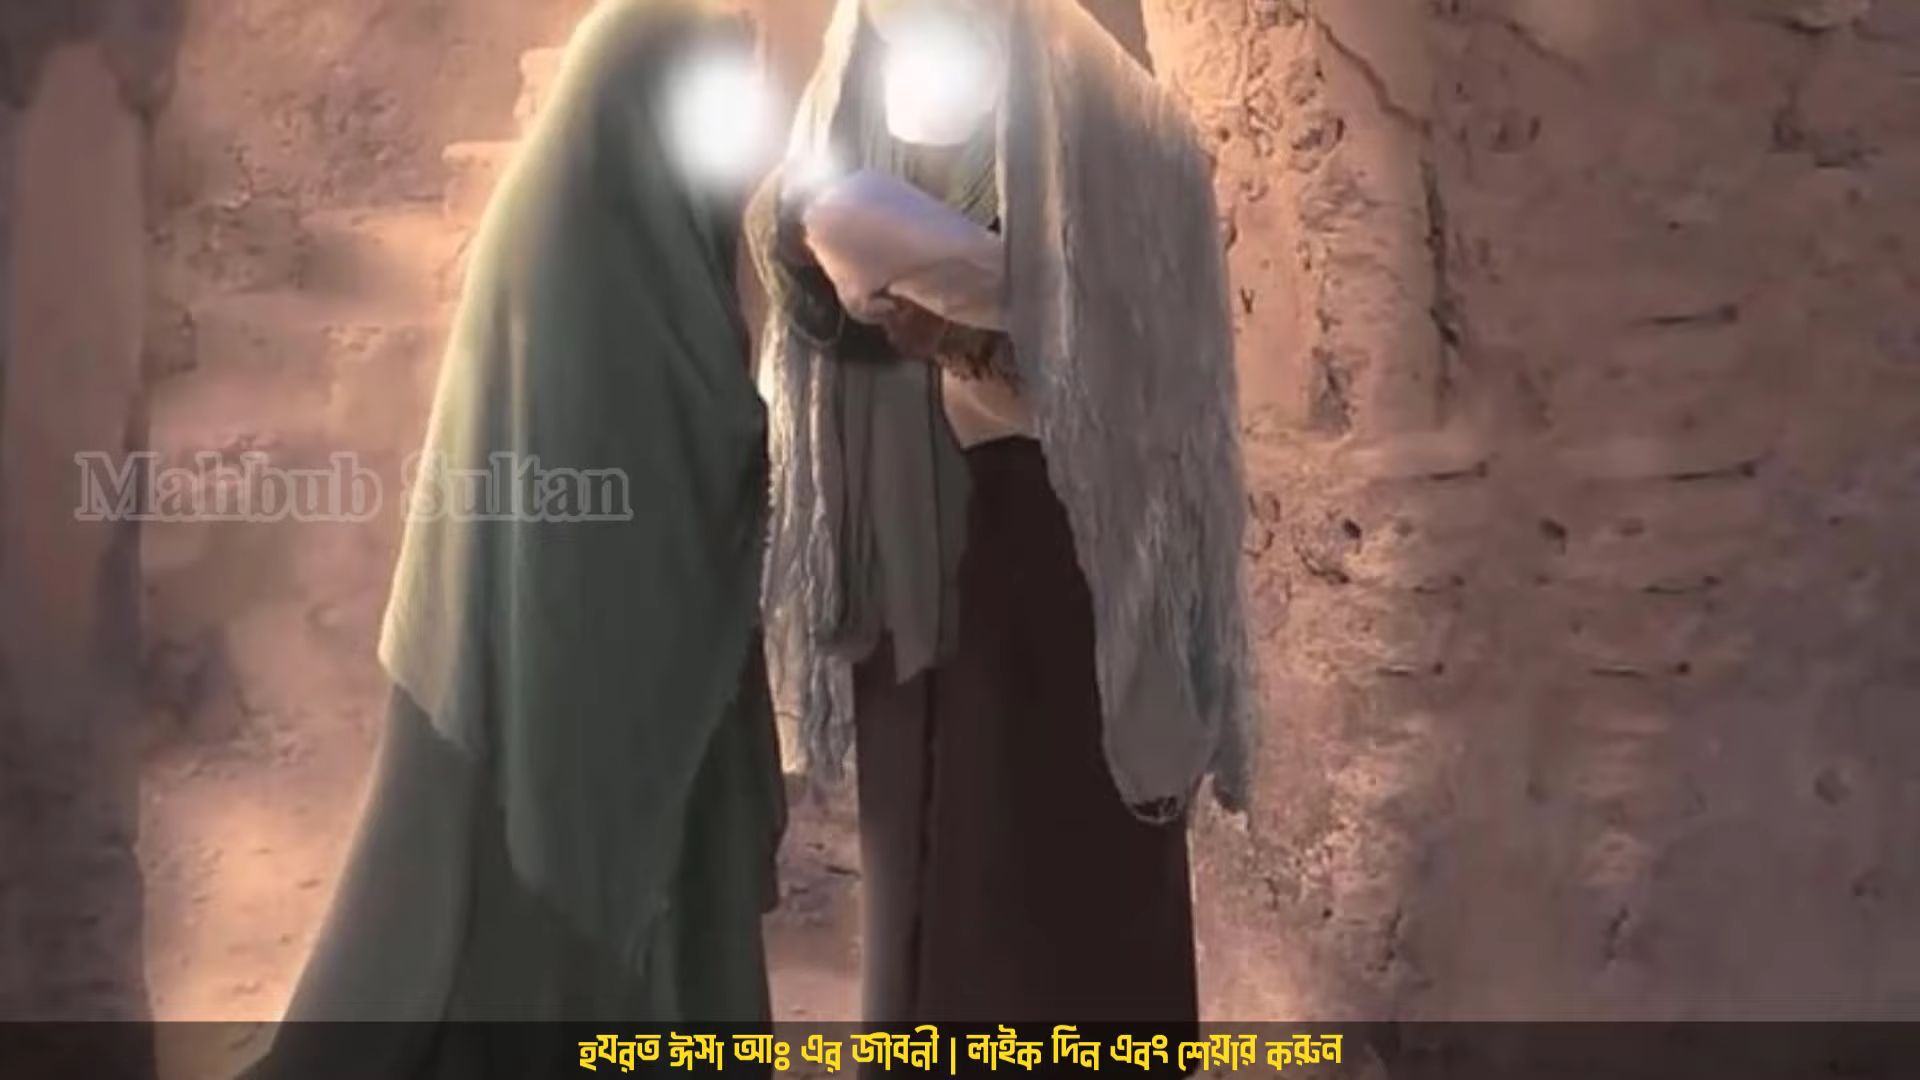 Mahbub Sultan
হযরত ঈসা আঃ এর জীবনী | লাইক দিন এবং শেয়ার করুন